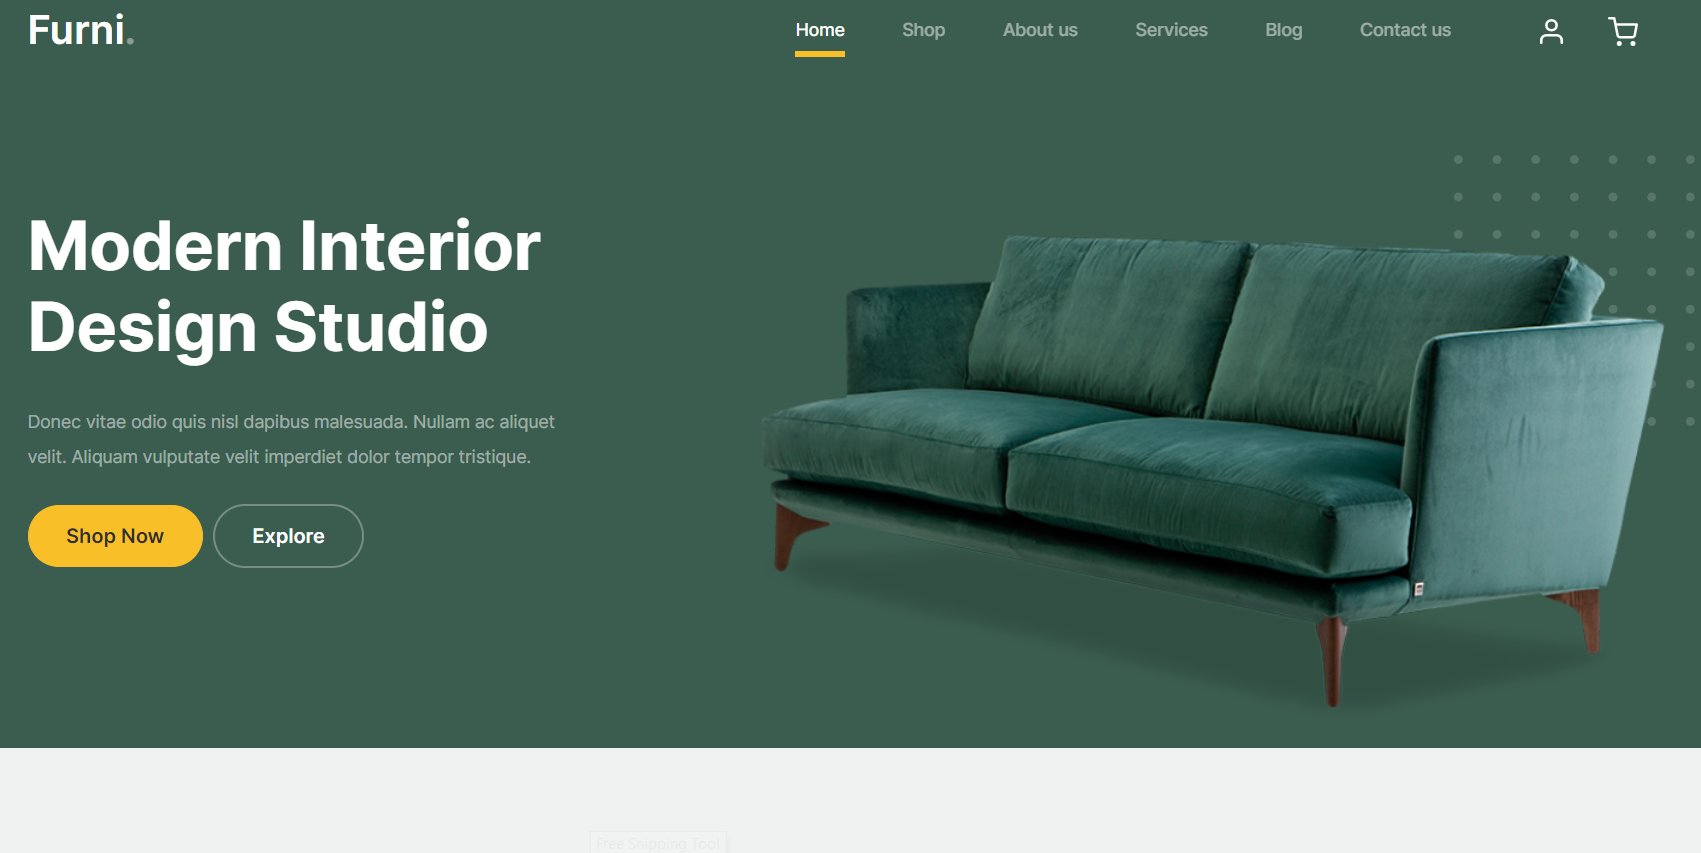 Furni.
Home Shop About us Services Blog Contact us
Modern Interior
Design Studio
Donec vitae odio quis nisl dapibus malesuada. Nullam ac aliquet
velit. Aliquam vulputate velit imperdiet dolor tempor tristique.
Shop Now Explore
Free Snipping Tool